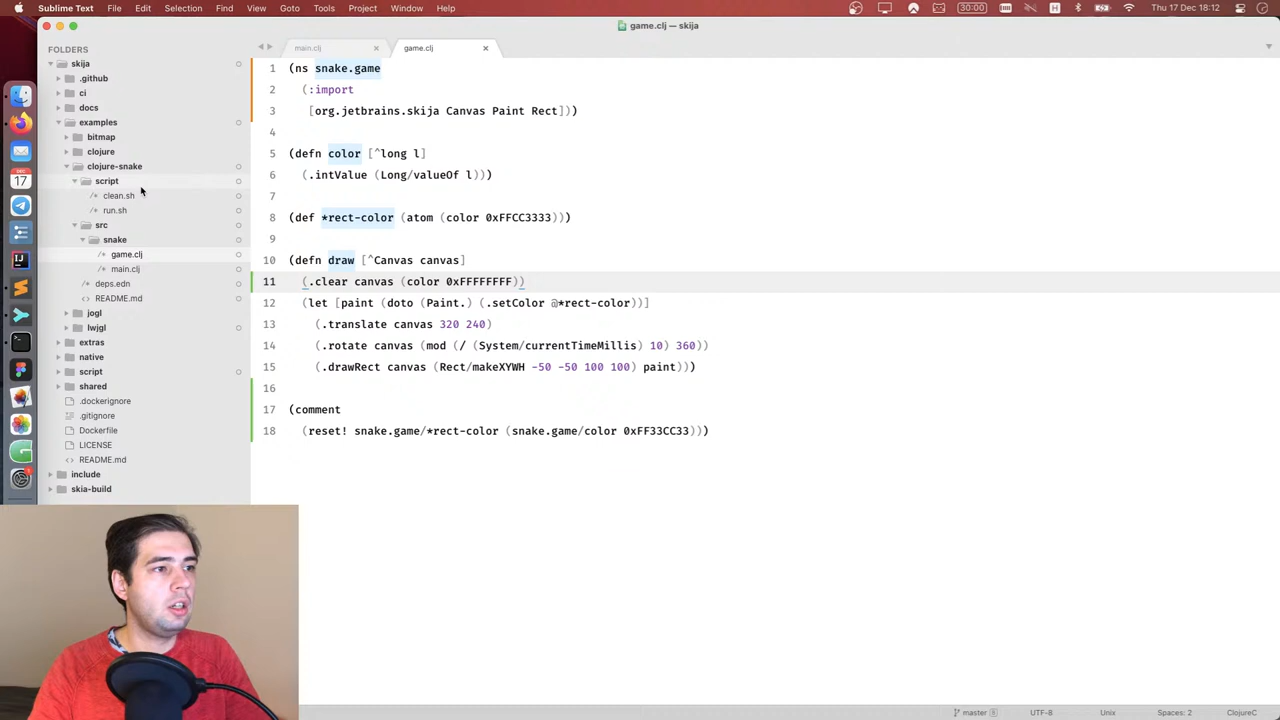 Sublime Text File Edit Selection Find View Goto Tools Project Window Help 30:00 Thu 17 Dec 18:12
game.clj — skija
FOLDERS
skija
.github
ci
docs
examples
bitmap
clojure
clojure-snake
script
clean.sh
run.sh
src
snake
game.clj
main.clj
deps.edn
README.md
jogl
lwjgl
extras
native
script
shared
.dockerignore
.gitignore
Dockerfile
LICENSE
README.md
include
skia-build
DEC
17
main.clj game.clj
1 (ns snake.game
2 (:import
3 [org.jetbrains.skija Canvas Paint Rect]))
4
5 (defn color [^long l]
6 (.intValue (Long/valueOf l)))
7
8 (def *rect-color (atom (color 0xFFCC3333)))
9
10 (defn draw [^Canvas canvas]
11 (.clear canvas (color 0xFFFFFFFF))
12 (let [paint (doto (Paint.) (.setColor @*rect-color))]
13 (.translate canvas 320 240)
14 (.rotate canvas (mod (/ (System/currentTimeMillis) 10) 360))
15 (.drawRect canvas (Rect/makeXYWH -50 -50 100 100) paint)))
16
17 (comment
18 (reset! snake.game/*rect-color (snake.game/color 0xFF33CC33)))
master 8 UTF-8 Unix Spaces: 2 ClojureC